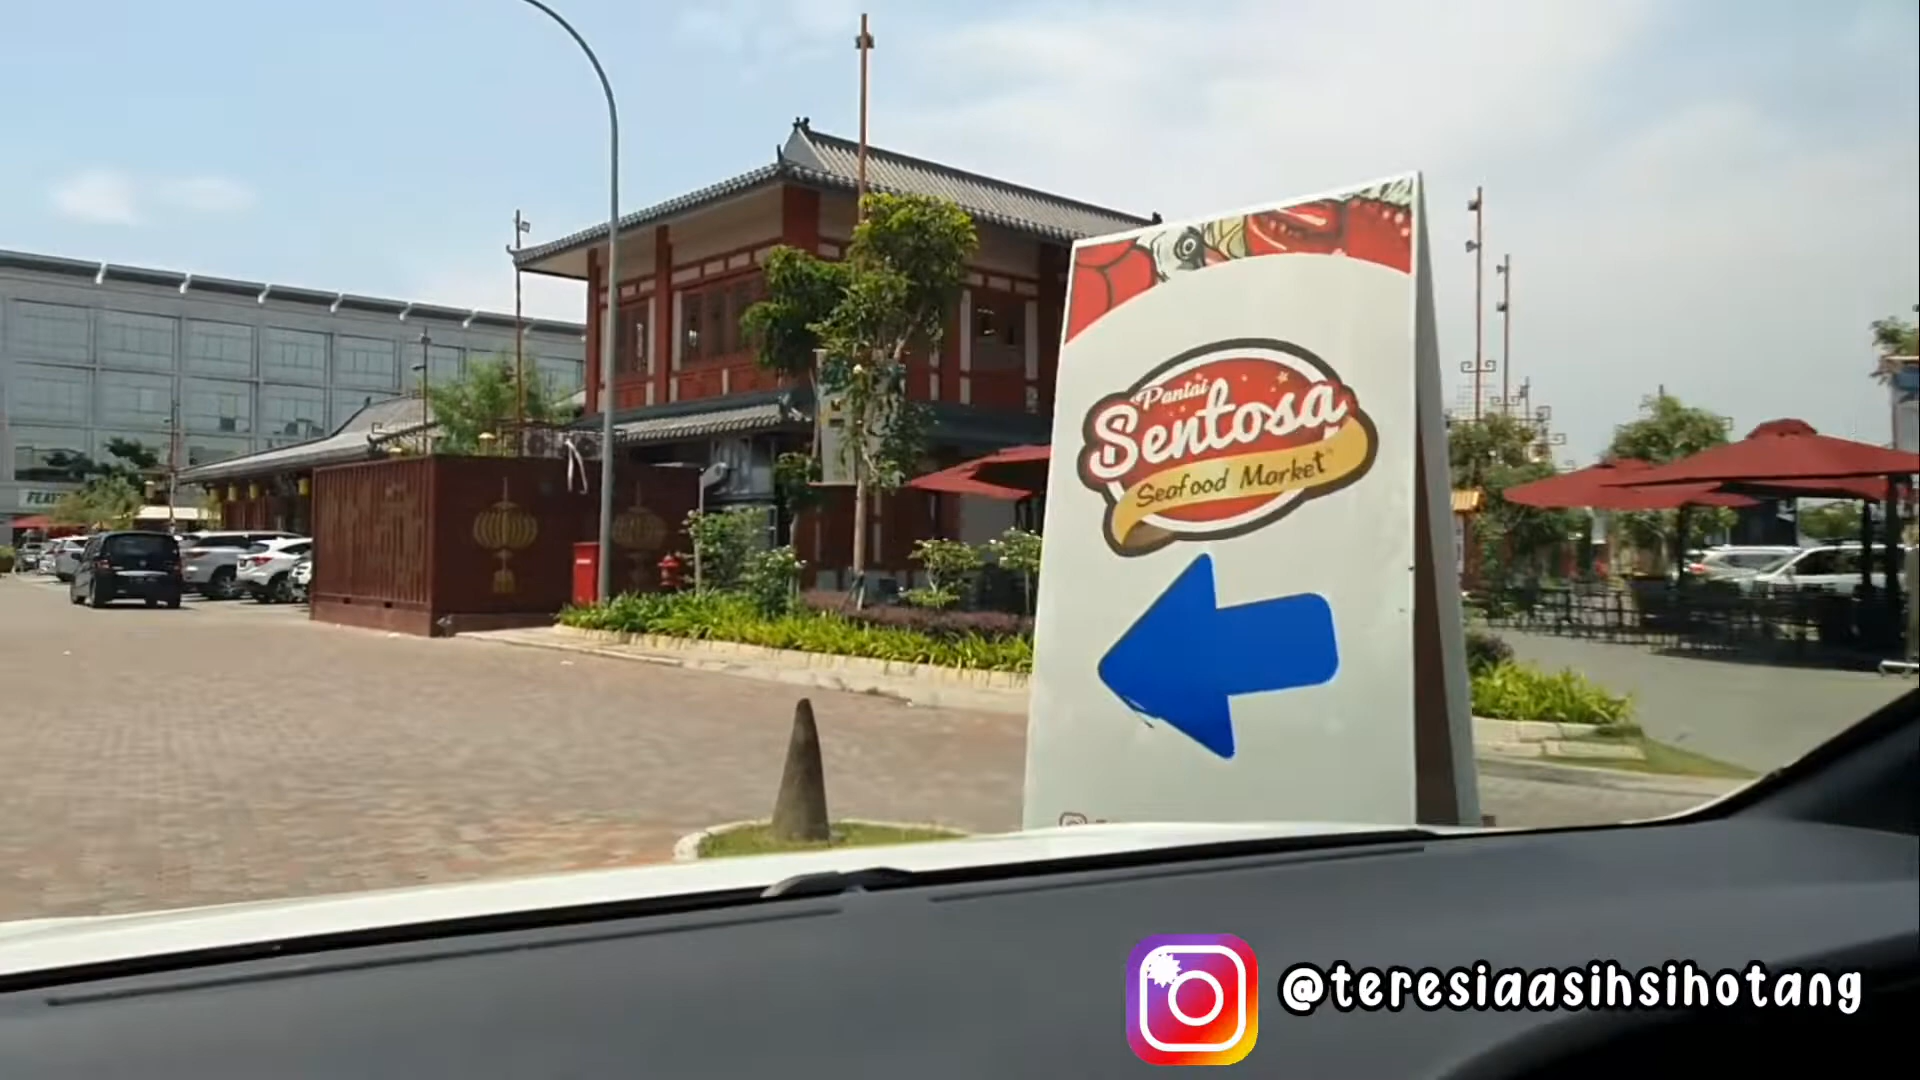 Pantai
Sentosa
Seafood Market
@teresiaasihsihotang